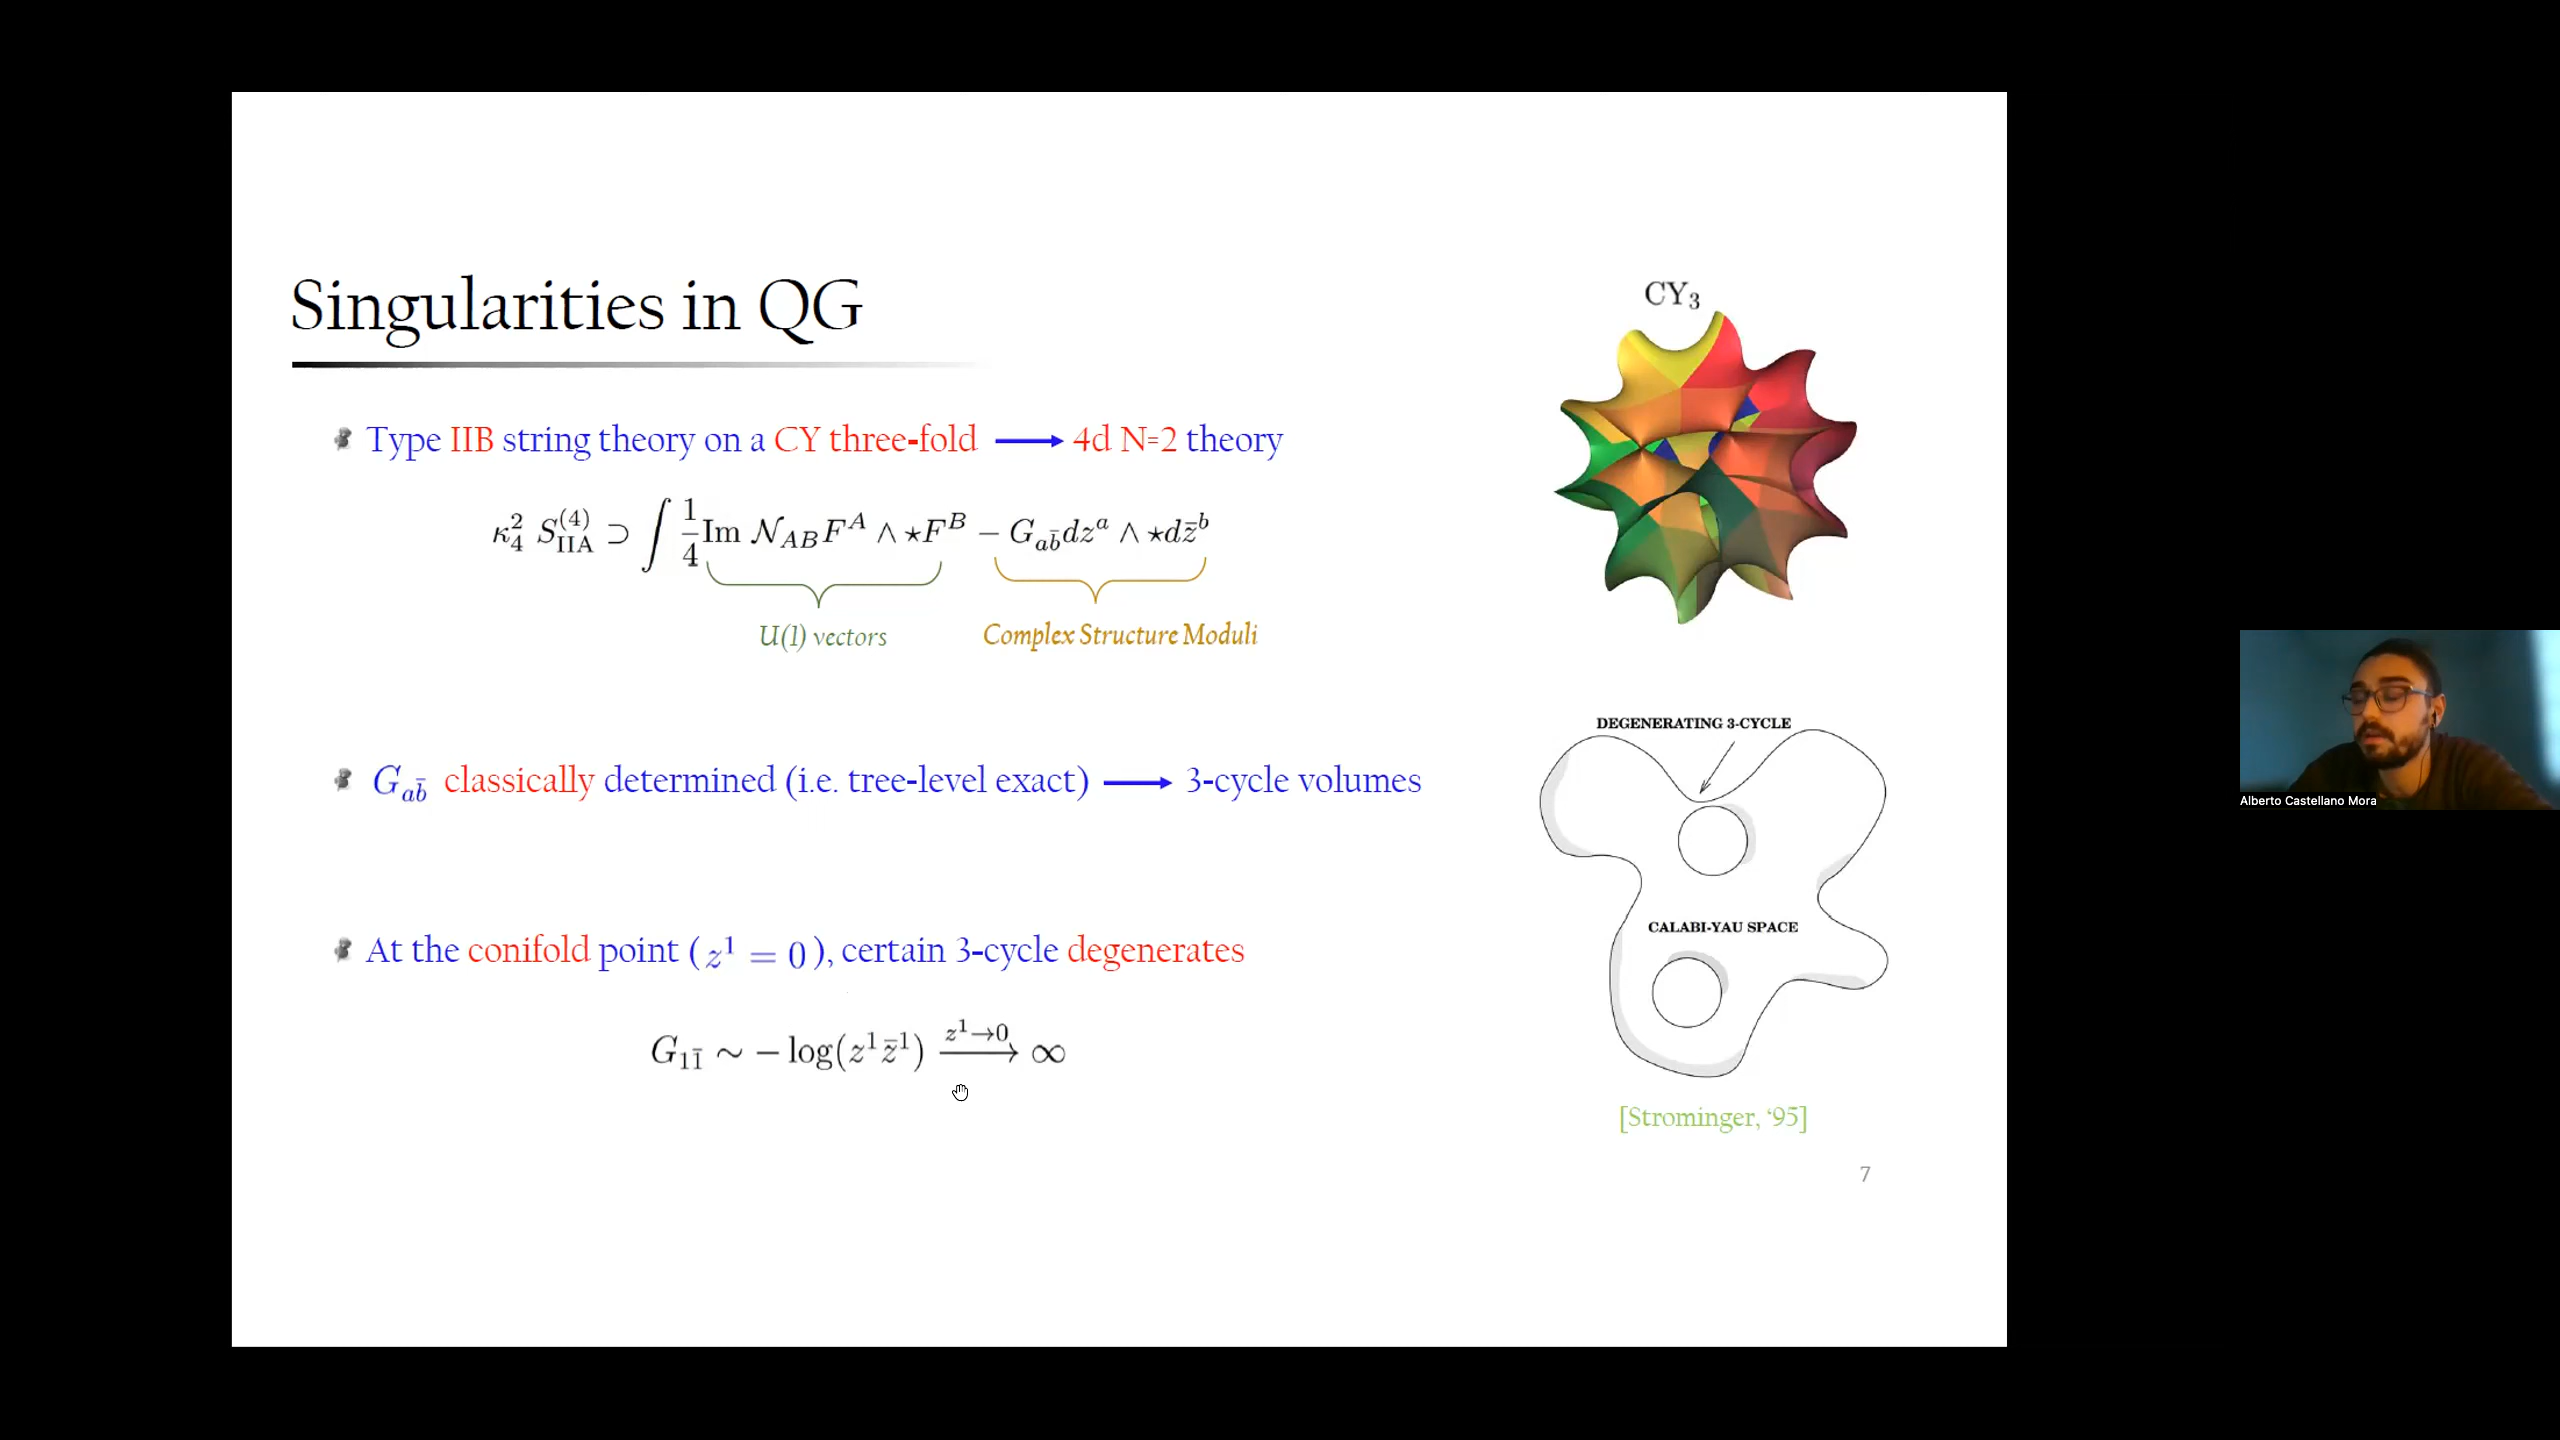 Singularities in QG
CY₃
Type IIB string theory on a CY three-fold ⟶ 4d N=2 theory
κ₄² S_IIA^(4) ⊃ ∫ 1/4 Im 𝒩_AB F^A ∧ ⋆F^B − G_ab̄ dz^a ∧ ⋆dz̄^b
U(1) vectors
Complex Structure Moduli
G_ab̄ classically determined (i.e. tree-level exact) ⟶ 3-cycle volumes
At the conifold point ( z¹ = 0 ), certain 3-cycle degenerates
G_11̄ ∼ − log(z¹z̄¹) ⟶^{z¹→0} ∞
DEGENERATING 3-CYCLE
CALABI-YAU SPACE
[Strominger, ‘95]
7
Alberto Castellano Mora